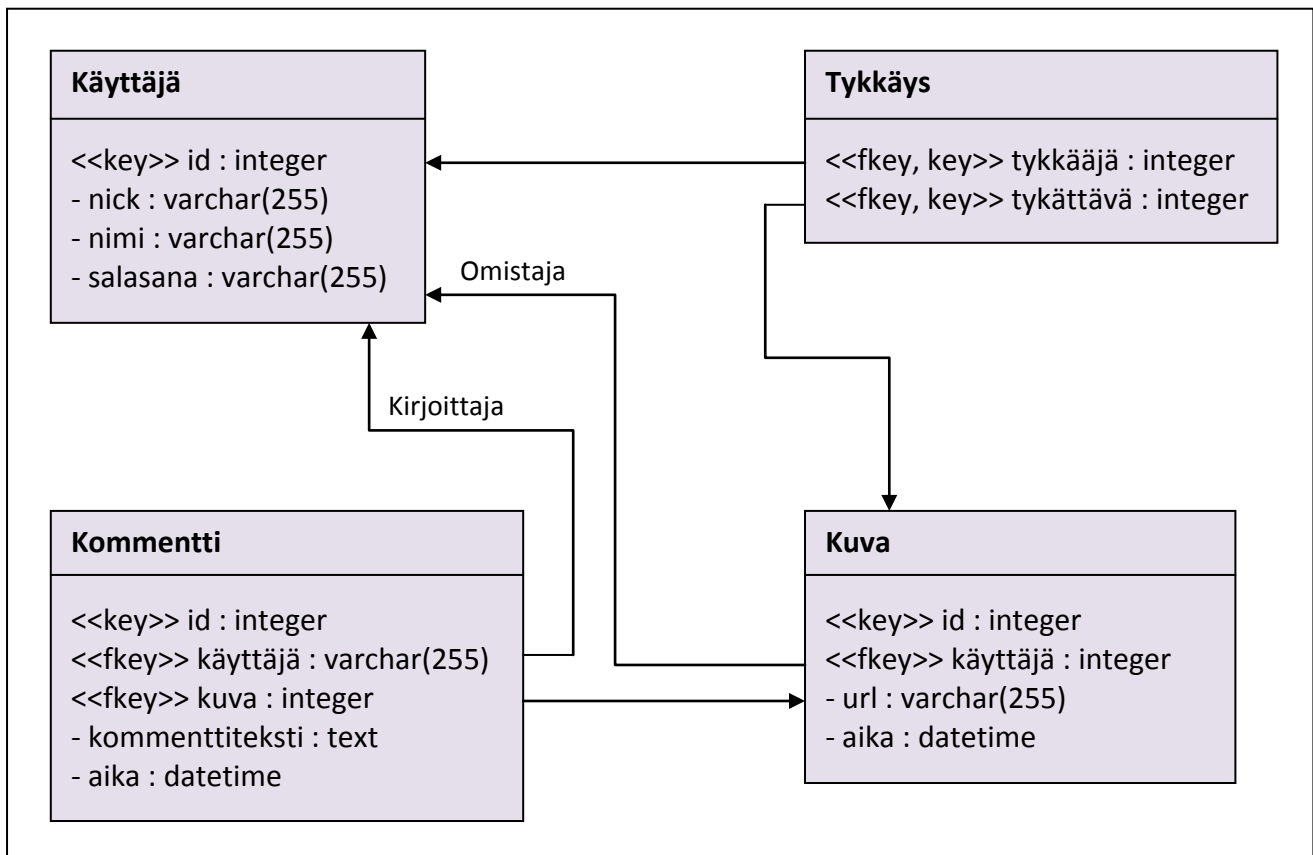 Käyttäjä
<<key>> id : integer
- nick : varchar(255)
- nimi : varchar(255)
- salasana : varchar(255)
Tykkäys
<<fkey, key>> tykkääjä : integer
<<fkey, key>> tykättävä : integer
Omistaja
Kirjoittaja
Kommentti
<<key>> id : integer
<<fkey>> käyttäjä : varchar(255)
<<fkey>> kuva : integer
- kommenttiteksti : text
- aika : datetime
Kuva
<<key>> id : integer
<<fkey>> käyttäjä : integer
- url : varchar(255)
- aika : datetime